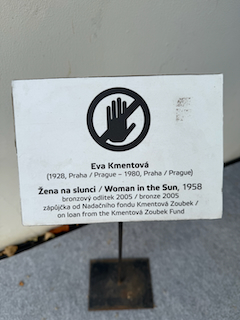 Eva Kmentová
(1928, Praha / Prague – 1980, Praha / Prague)
Žena na slunci / Woman in the Sun, 1958
bronzový odlitek 2005 / bronze 2005
zápůjčka od Nadačního fondu Kmentová Zoubek /
on loan from the Kmentová Zoubek Fund